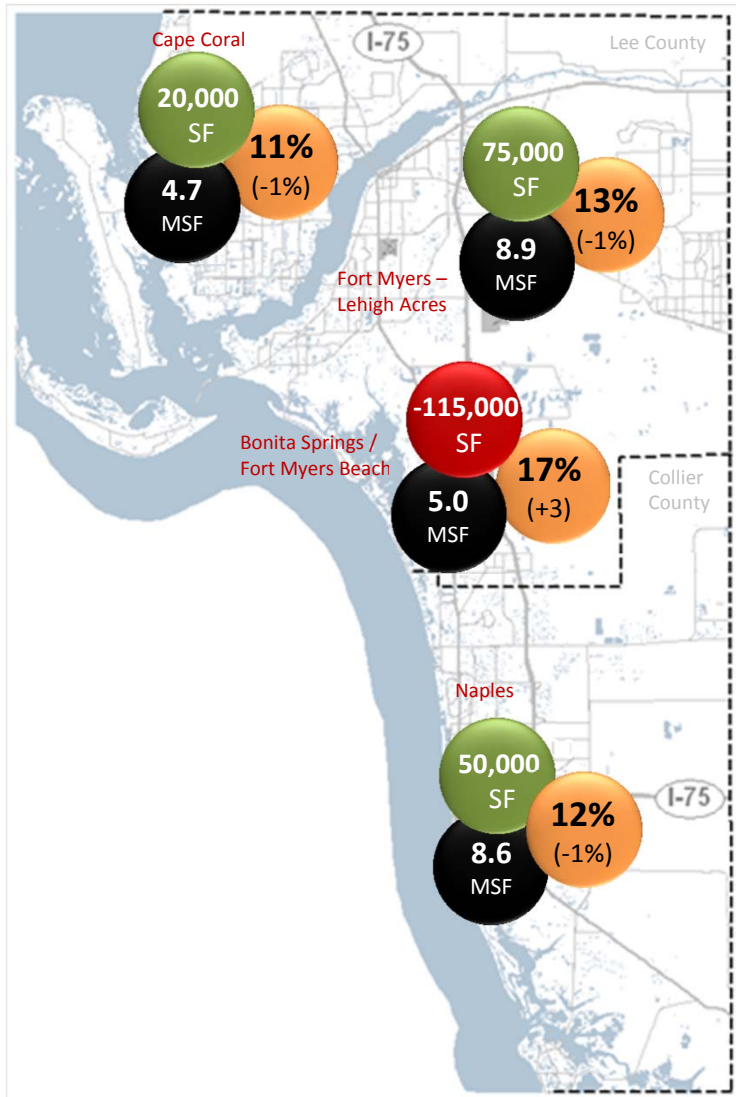 Cape Coral
I-75
Lee County
20,000
SF
11%
(-1%)
4.7
MSF
75,000
SF
13%
(-1%)
8.9
MSF
Fort Myers –
Lehigh Acres
-115,000
SF
Bonita Springs /
Fort Myers Beach
17%
(+3)
5.0
MSF
Collier
County
Naples
50,000
SF
I-75
12%
(-1%)
8.6
MSF